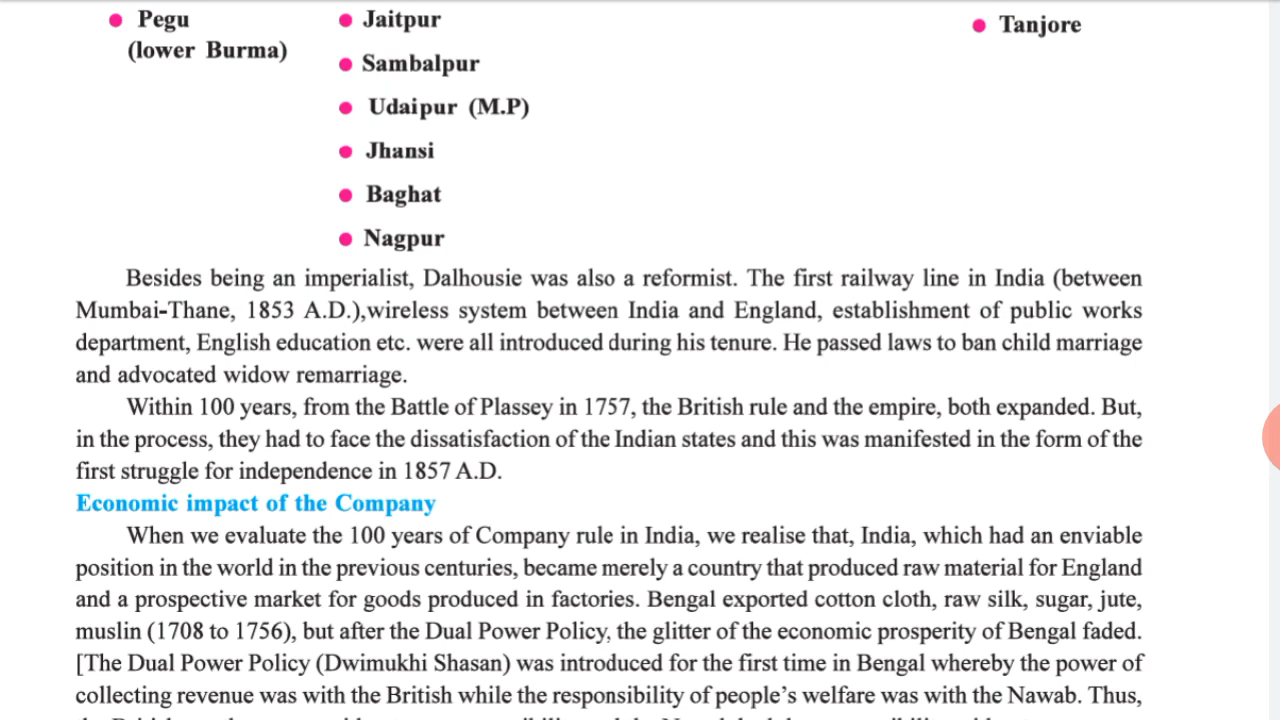 Pegu
(lower Burma)
Jaitpur
Sambalpur
Udaipur (M.P)
Jhansi
Baghat
Nagpur
Tanjore
Besides being an imperialist, Dalhousie was also a reformist. The first railway line in India (between
Mumbai-Thane, 1853 A.D.),wireless system between India and England, establishment of public works
department, English education etc. were all introduced during his tenure. He passed laws to ban child marriage
and advocated widow remarriage.
Within 100 years, from the Battle of Plassey in 1757, the British rule and the empire, both expanded. But,
in the process, they had to face the dissatisfaction of the Indian states and this was manifested in the form of the
first struggle for independence in 1857 A.D.
Economic impact of the Company
When we evaluate the 100 years of Company rule in India, we realise that, India, which had an enviable
position in the world in the previous centuries, became merely a country that produced raw material for England
and a prospective market for goods produced in factories. Bengal exported cotton cloth, raw silk, sugar, jute,
muslin (1708 to 1756), but after the Dual Power Policy, the glitter of the economic prosperity of Bengal faded.
[The Dual Power Policy (Dwimukhi Shasan) was introduced for the first time in Bengal whereby the power of
collecting revenue was with the British while the responsibility of people's welfare was with the Nawab. Thus,